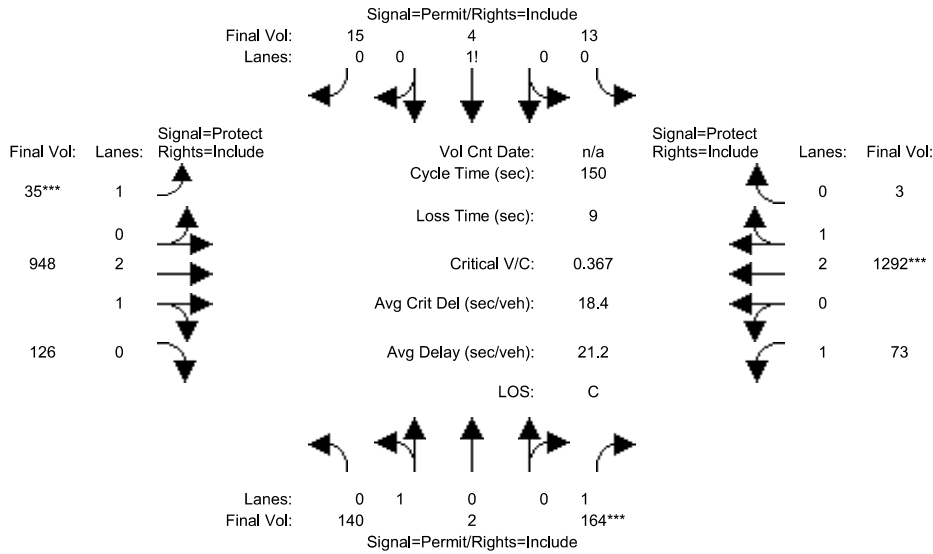 Signal=Permit/Rights=Include
Final Vol: 15 4 13
Lanes: 0 0 1! 0 0
Signal=Protect
Final Vol: Lanes: Rights=Include
Vol Cnt Date: n/a
Signal=Protect
Rights=Include Lanes: Final Vol:
Cycle Time (sec): 150
35*** 1
0 3
Loss Time (sec): 9
0
1
948 2
Critical V/C: 0.367
2 1292***
1
Avg Crit Del (sec/veh): 18.4
0
126 0
Avg Delay (sec/veh): 21.2
1 73
LOS: C
Lanes: 0 1 0 0 1
Final Vol: 140 2 164***
Signal=Permit/Rights=Include